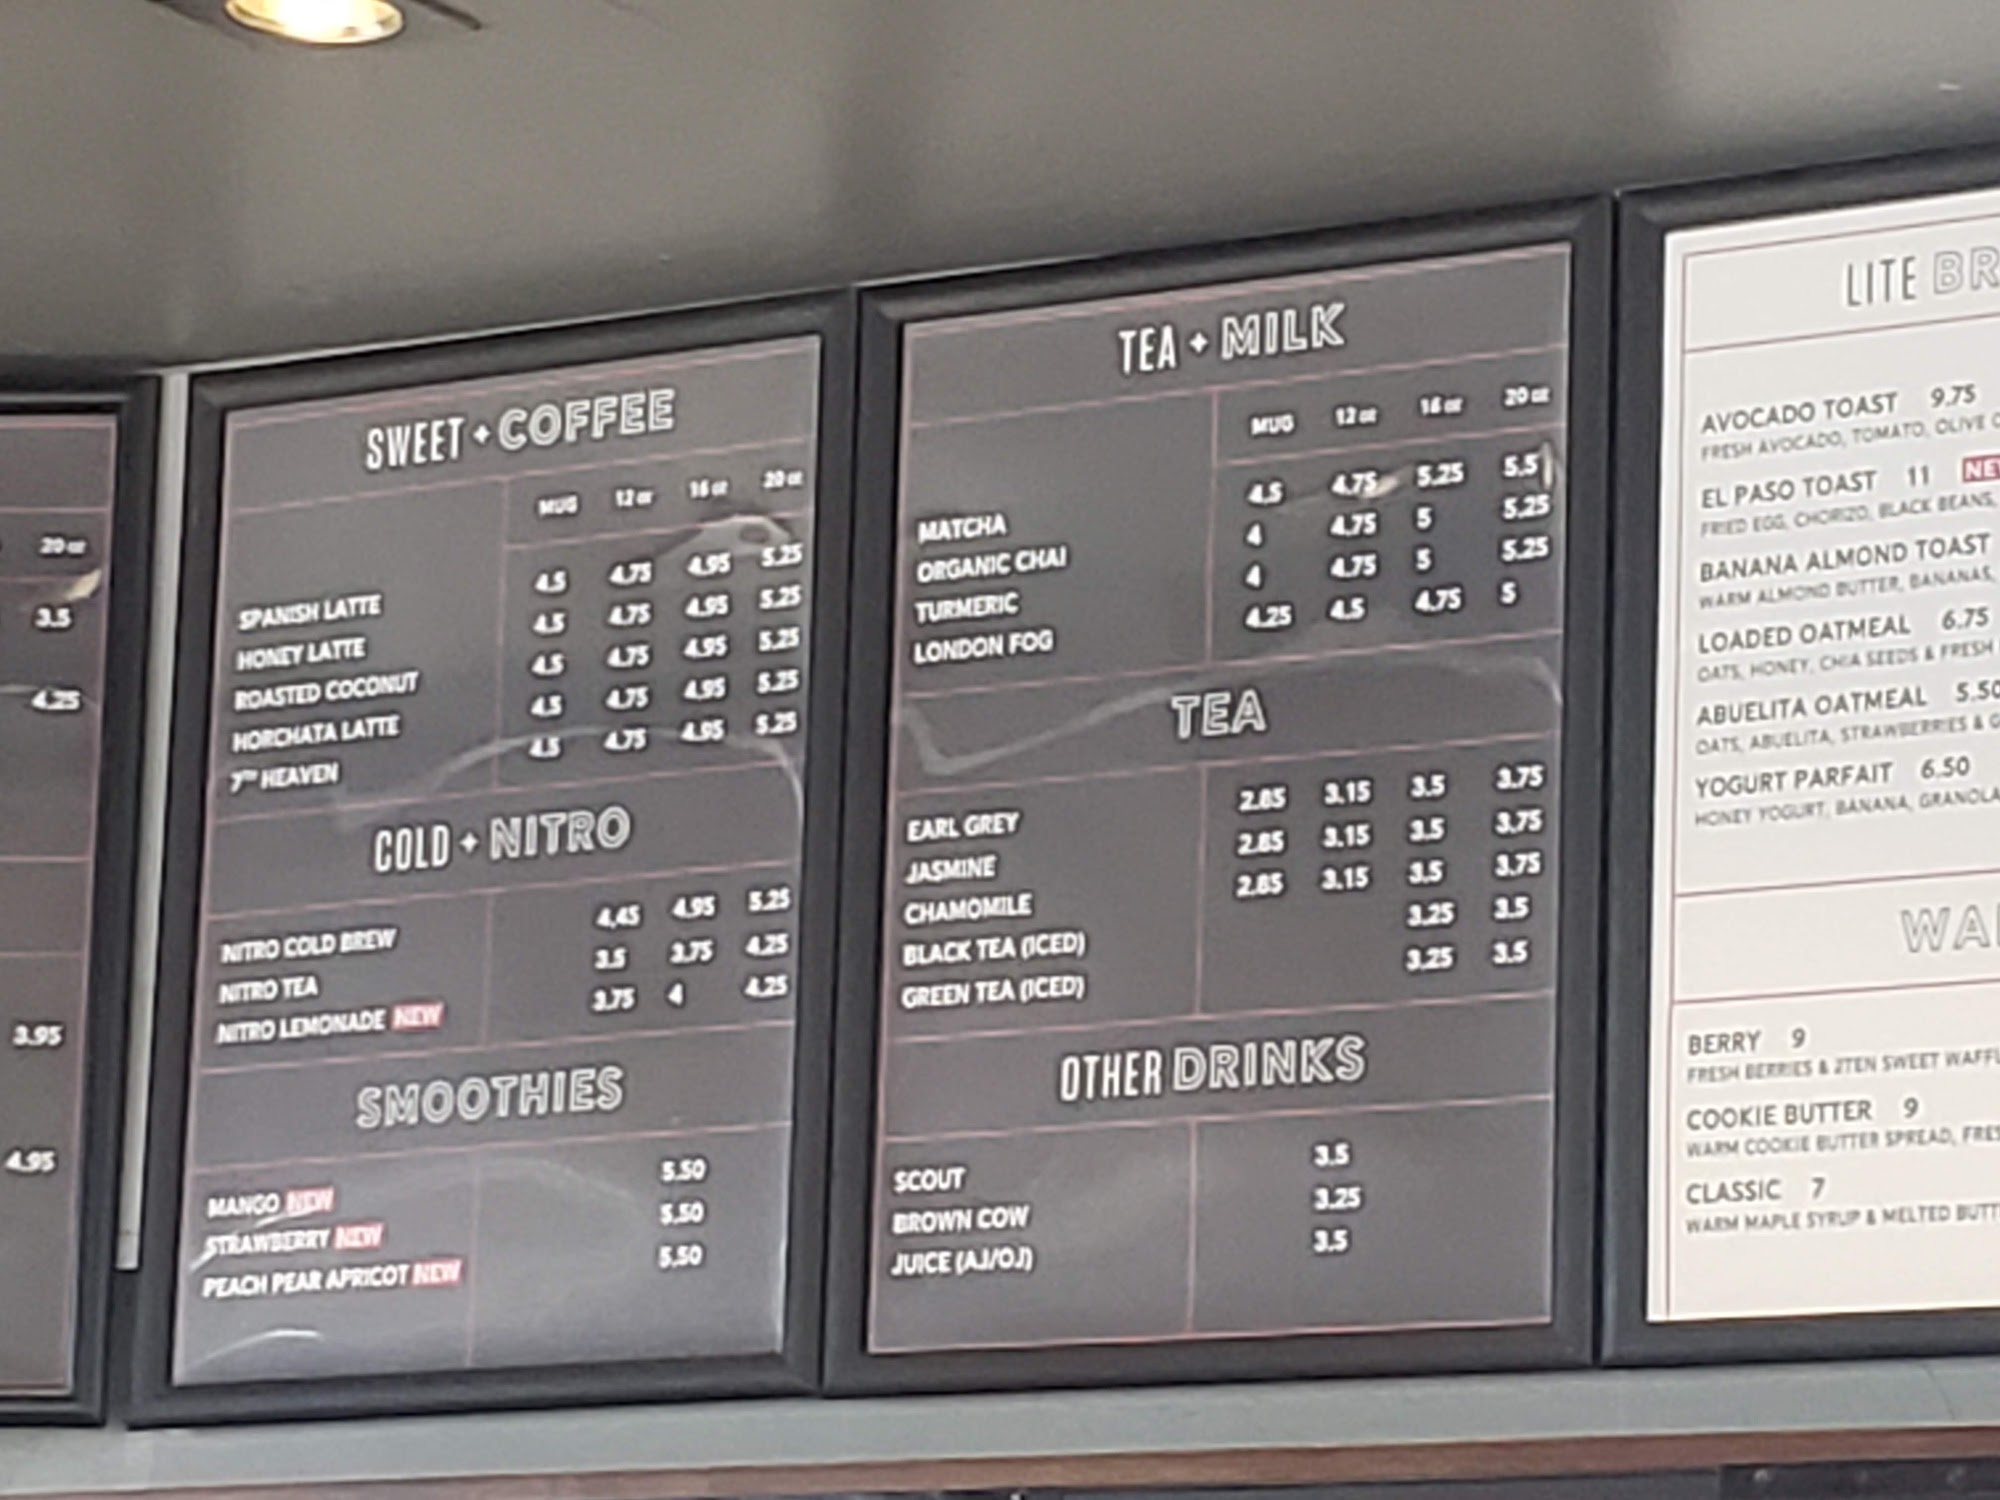 20 oz
3.5
4.25
3.95
4.95
SWEET + COFFEE
MUG 12 oz 16 oz 20 oz
SPANISH LATTE 4.5 4.75 4.95 5.25
HONEY LATTE 4.5 4.75 4.95 5.25
ROASTED COCONUT 4.5 4.75 4.95 5.25
HORCHATA LATTE 4.5 4.75 4.95 5.25
7TH HEAVEN 4.5 4.75 4.95 5.25
COLD + NITRO
NITRO COLD BREW 4.45 4.95 5.25
NITRO TEA 3.5 3.75 4.25
NITRO LEMONADE NEW 3.75 4 4.25
SMOOTHIES
MANGO NEW 5.50
STRAWBERRY NEW 5.50
PEACH PEAR APRICOT NEW 5.50
TEA + MILK
MUG 12 oz 16 oz 20 oz
MATCHA 4.5 4.75 5.25 5.5
ORGANIC CHAI 4 4.75 5 5.25
TURMERIC 4 4.75 5 5.25
LONDON FOG 4.25 4.5 4.75 5
TEA
EARL GREY 2.85 3.15 3.5 3.75
JASMINE 2.85 3.15 3.5 3.75
CHAMOMILE 2.85 3.15 3.5 3.75
BLACK TEA (ICED) 3.25 3.5
GREEN TEA (ICED) 3.25 3.5
OTHER DRINKS
SCOUT 3.5
BROWN COW 3.25
JUICE (AJ/OJ) 3.5
LITE BR
AVOCADO TOAST 9.75
FRESH AVOCADO, TOMATO, OLIVE
EL PASO TOAST 11 NEW
FRIED EGG, CHORIZO, BLACK BEANS,
BANANA ALMOND TOAST
WARM ALMOND BUTTER, BANANAS,
LOADED OATMEAL 6.75
OATS, HONEY, CHIA SEEDS & FRESH
ABUELITA OATMEAL 5.50
OATS, ABUELITA, STRAWBERRIES & G
YOGURT PARFAIT 6.50
HONEY YOGURT, BANANA, GRANOLA
WA
BERRY 9
FRESH BERRIES & 2TEN SWEET WAFFL
COOKIE BUTTER 9
WARM COOKIE BUTTER SPREAD, FRES
CLASSIC 7
WARM MAPLE SYRUP & MELTED BUTT